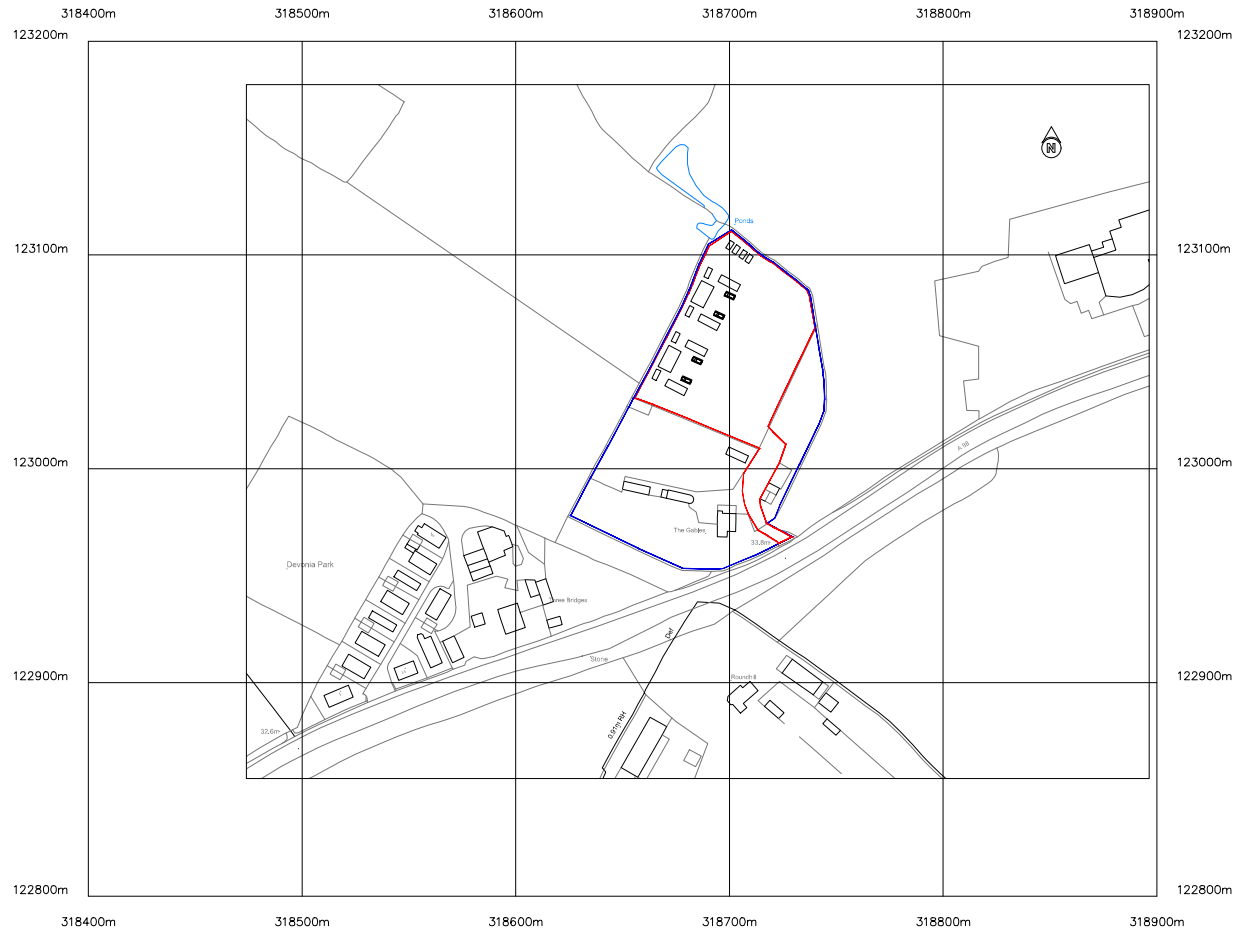 318400m 318500m 318600m 318700m 318800m 318900m
123200m 123200m
N
Ponds
123100m 123100m
A38
123000m 123000m
The Gables
33.8m
Devonia Park
Three Bridges
Def
Stone
Roundhill
122900m 122900m
0.91m RH
32.6m
122800m 122800m
318400m 318500m 318600m 318700m 318800m 318900m